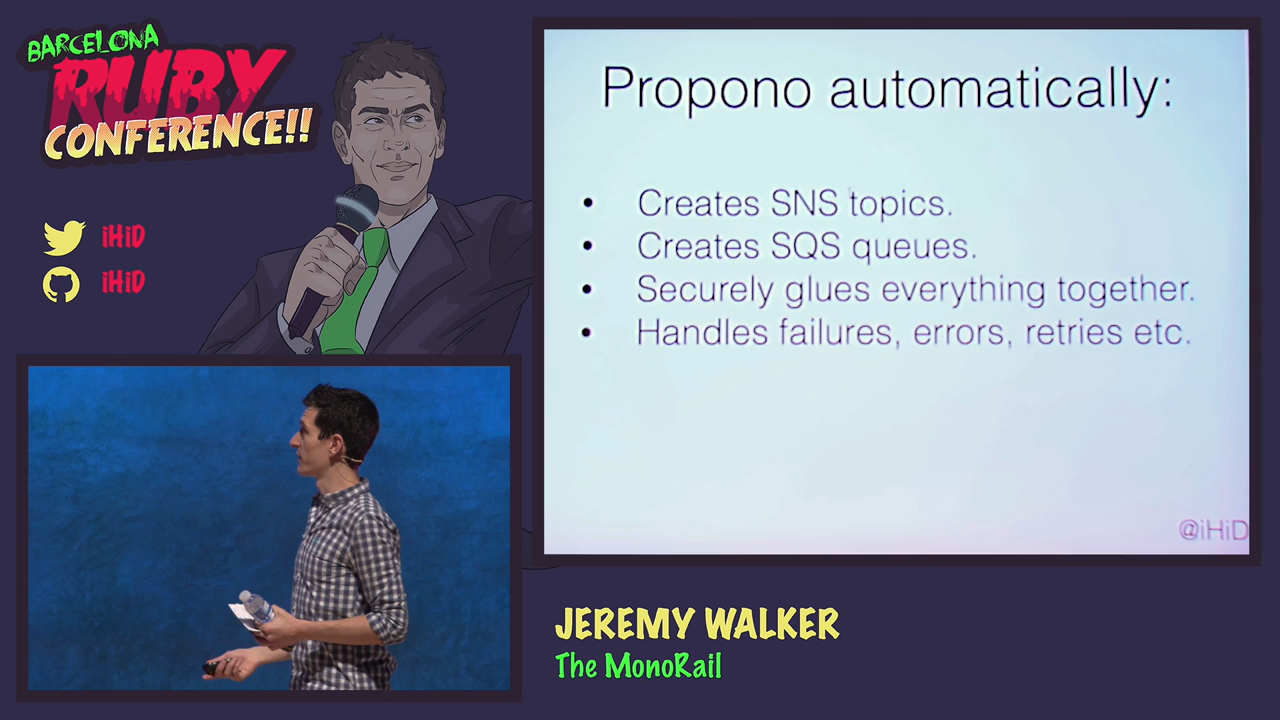 BARCELONA
RUBY
CONFERENCE!!
iHiD
iHiD
Propono automatically:
• Creates SNS topics.
• Creates SQS queues.
• Securely glues everything together.
• Handles failures, errors, retries etc.
@iHiD
JEREMY WALKER
The MonoRail